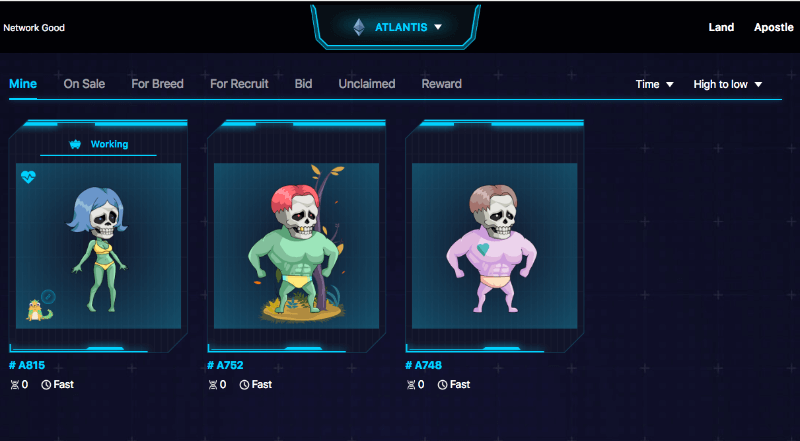 Network Good
ATLANTIS
Land Apostle
Mine On Sale For Breed For Recruit Bid Unclaimed Reward
Time High to low
Working
# A815
0 Fast
# A752
0 Fast
# A748
0 Fast